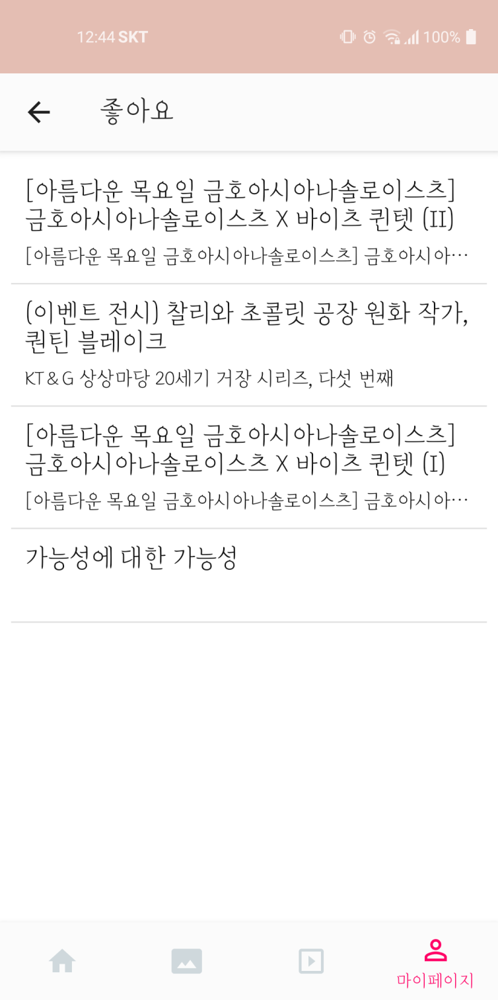 12:44 SKT 100%
좋아요
[아름다운 목요일 금호아시아나솔로이스츠]
금호아시아나솔로이스츠 X 바이츠 퀸텟 (II)
[아름다운 목요일 금호아시아나솔로이스츠] 금호아시아…
(이벤트 전시) 찰리와 초콜릿 공장 원화 작가,
퀀틴 블레이크
KT&G 상상마당 20세기 거장 시리즈, 다섯 번째
[아름다운 목요일 금호아시아나솔로이스츠]
금호아시아나솔로이스츠 X 바이츠 퀸텟 (I)
[아름다운 목요일 금호아시아나솔로이스츠] 금호아시아…
가능성에 대한 가능성
마이페이지